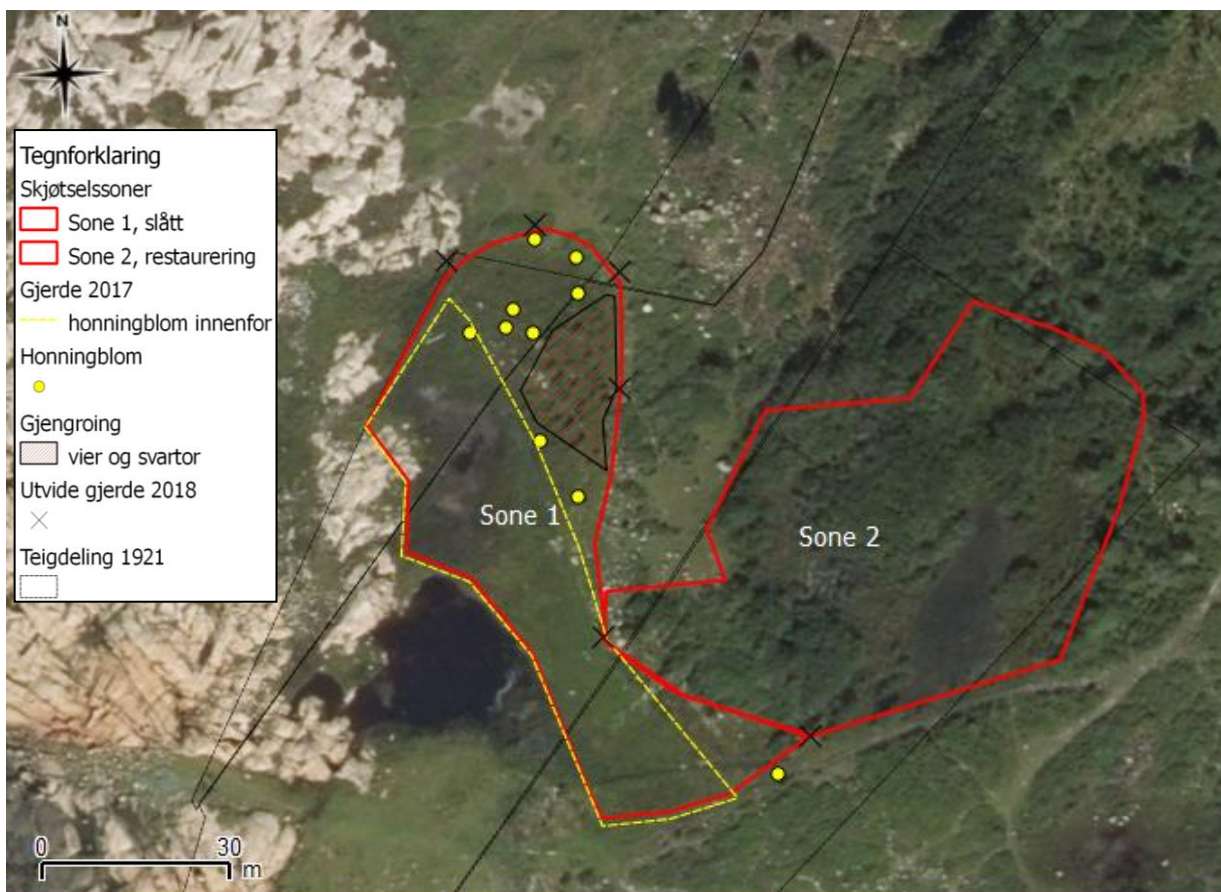 N
Tegnforklaring
Skjøtselssoner
Sone 1, slått
Sone 2, restaurering
Gjerde 2017
honningblom innenfor
Honningblom
Gjengroing
vier og svartor
Utvide gjerde 2018
Teigdeling 1921
Sone 1
Sone 2
0 30
m